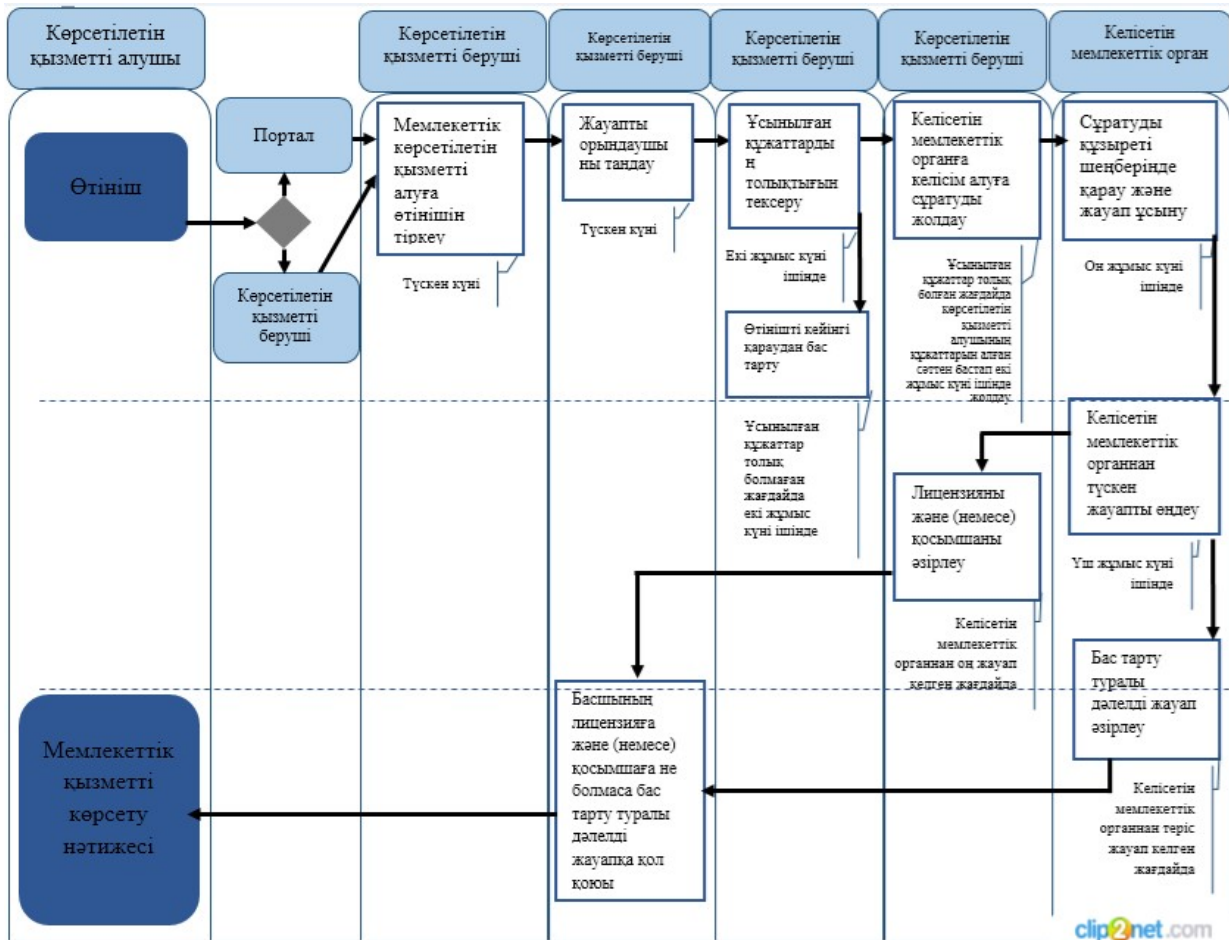 Көрсетілетін
қызметті алушы
Көрсетілетін
қызметті беруші
Көрсетілетін
қызметті беруші
Көрсетілетін
қызметті беруші
Көрсетілетін
қызметті беруші
Келісетін
мемлекеттік орган
Өтініш
Портал
Көрсетілетін
қызметті
беруші
Мемлекеттік
көрсетілетін
қызметті
алуға
өтінішін
тіркеу
Түскен күні
Жауапты
орындаушы
ны таңдау
Түскен күні
Ұсынылған
құжаттардың
ң
толықтығын
тексеру
Екі жұмыс күні
ішінде
Өтінішті кейінгі
қараудан бас
тарту
Ұсынылған
құжаттар
толық
болмаған
жағдайда
екі жұмыс
күні ішінде
Келісетін
мемлекеттік
органға
келісім алуға
сұратуды
жолдау
Ұсынылған
құжаттар толық
болған жағдайда
көрсетілетін
қызметті
алушының
құжаттарын алған
сәттен бастап екі
жұмыс күні ішінде
жолдау
Сұратуды
құзыреті
шеңберінде
қарау және
жауап ұсыну
Он жұмыс күні
ішінде
Келісетін
мемлекеттік
органнан
түскен
жауапты өңдеу
Үш жұмыс күні
ішінде
Лицензияны
және (немесе)
қосымшаны
әзірлеу
Келісетін
мемлекеттік
органнан оң жауап
келген жағдайда
Бас тарту
туралы
дәлелді жауап
әзірлеу
Келісетін
мемлекеттік
органнан теріс
жауап келген
жағдайда
Басшының
лицензияға
және (немесе)
қосымшаға не
болмаса бас
тарту туралы
дәлелді
жауапқа қол
қоюы
Мемлекеттік
қызметті
көрсету
нәтижесі
clip2net.com